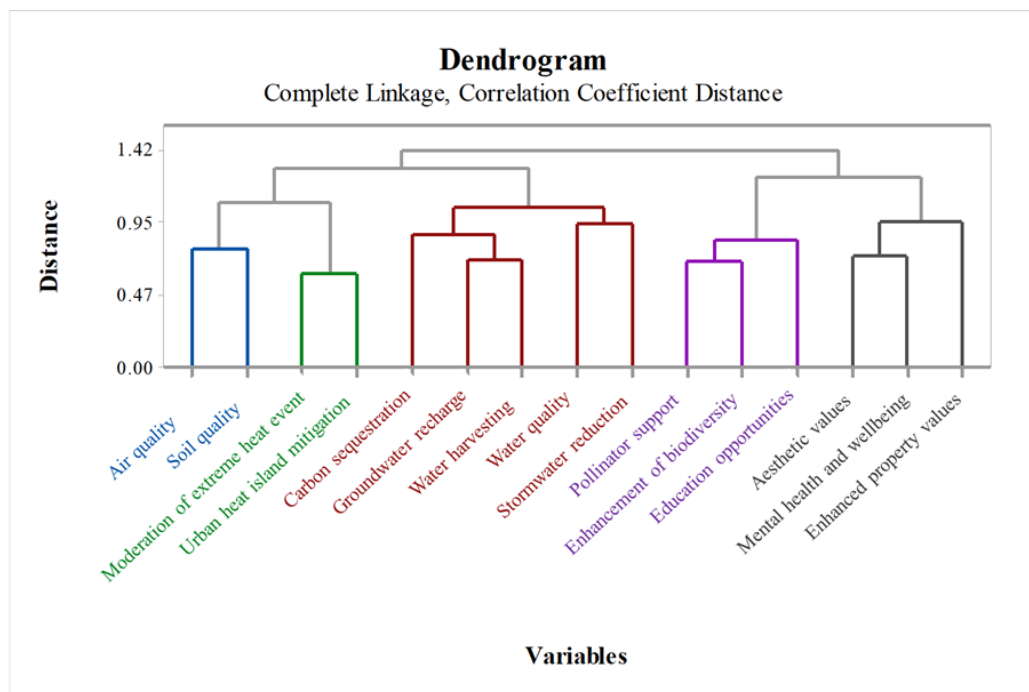 Dendrogram
Complete Linkage, Correlation Coefficient Distance
Distance
1.42
0.95
0.47
0.00
Air quality
Soil quality
Moderation of extreme heat event
Urban heat island mitigation
Carbon sequestration
Groundwater recharge
Water harvesting
Water quality
Stormwater reduction
Pollinator support
Enhancement of biodiversity
Education opportunities
Aesthetic values
Mental health and wellbeing
Enhanced property values
Variables